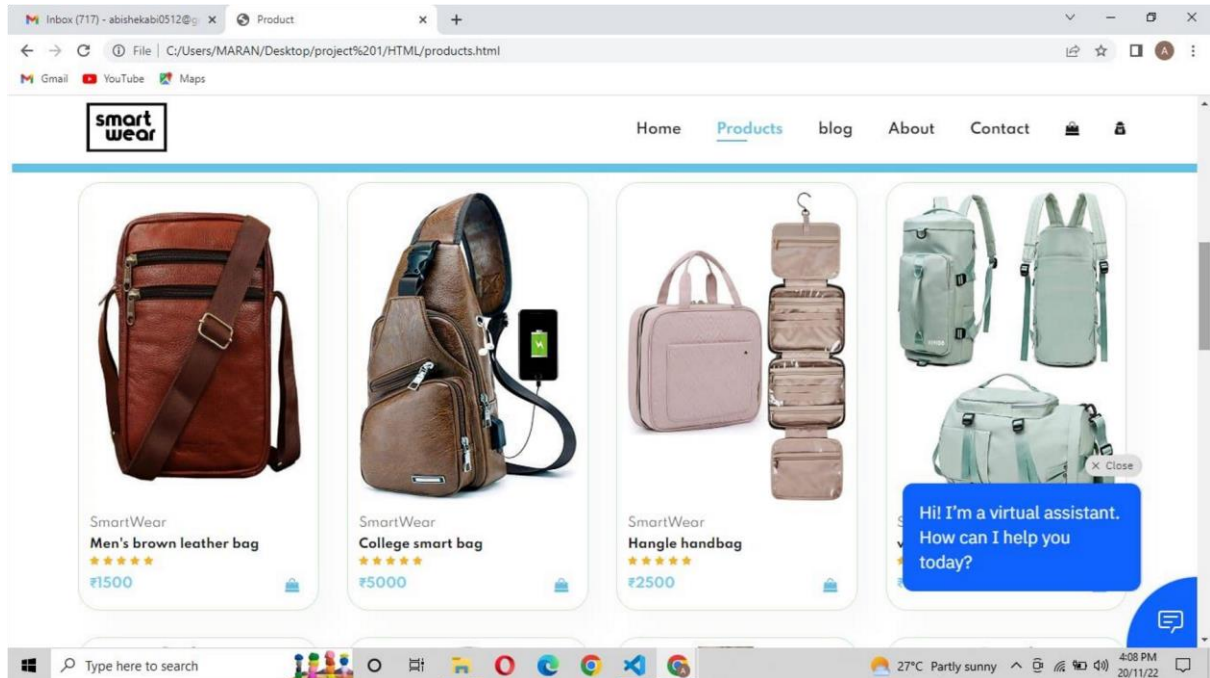 Inbox (717) - abishekabi0512@g
Product
File
C:/Users/MARAN/Desktop/project%201/HTML/products.html
A
Gmail
YouTube
Maps
smart
wear
Home
Products
blog
About
Contact
SmartWear
Men's brown leather bag
₹1500
SmartWear
College smart bag
₹5000
SmartWear
Hangle handbag
₹2500
Close
Hi! I'm a virtual assistant.
How can I help you
today?
Type here to search
27°C Partly sunny
4:08 PM
20/11/22